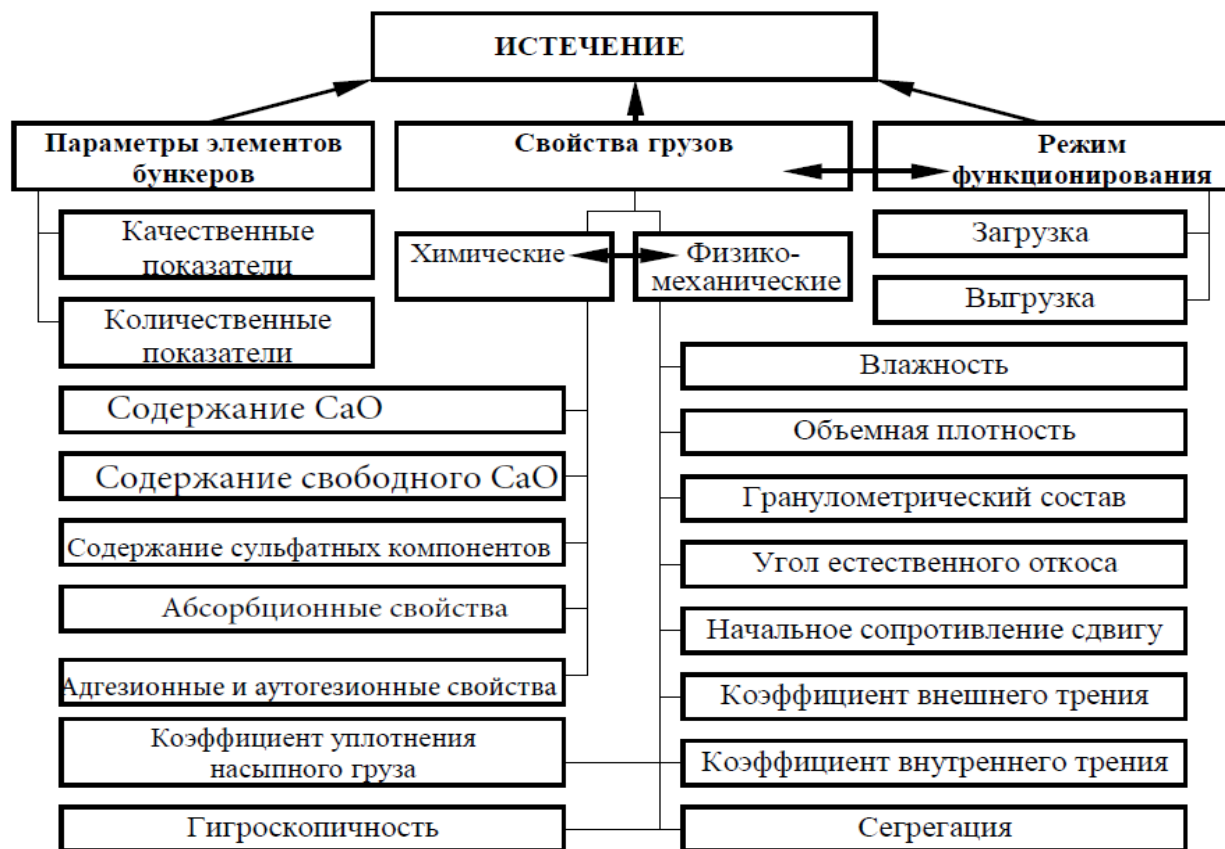 ИСТЕЧЕНИЕ
Параметры элементов
бункеров
Свойства грузов
Режим
функционирования
Качественные
показатели
Количественные
показатели
Химические
Физико-
механические
Загрузка
Выгрузка
Содержание CaO
Содержание свободного CaO
Содержание сульфатных компонентов
Абсорбционные свойства
Адгезионные и аутогезионные свойства
Коэффициент уплотнения
насыпного груза
Гигроскопичность
Влажность
Объемная плотность
Гранулометрический состав
Угол естественного откоса
Начальное сопротивление сдвигу
Коэффициент внешнего трения
Коэффициент внутреннего трения
Сегрегация